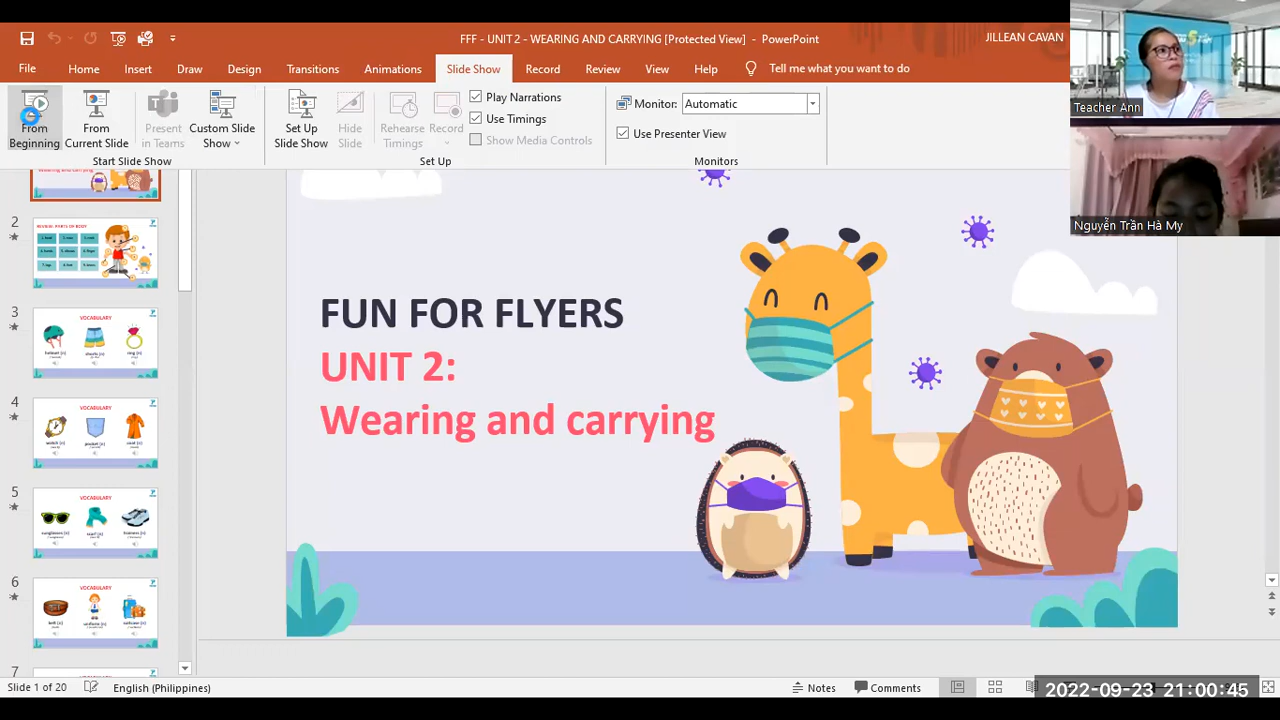 FFF - UNIT 2 - WEARING AND CARRYING [Protected View] - PowerPoint
JILLEAN CAVAN
File Home Insert Draw Design Transitions Animations Slide Show Record Review View Help Tell me what you want to do
From Beginning
From Current Slide
Present in Teams
Custom Slide Show
Start Slide Show
Set Up Slide Show
Hide Slide
Rehearse Timings
Record
Play Narrations
Use Timings
Show Media Controls
Set Up
Monitor: Automatic
Use Presenter View
Monitors
Teacher Ann
Nguyễn Trần Hà My
2
3
VOCABULARY
4
VOCABULARY
5
VOCABULARY
6
VOCABULARY
7
FUN FOR FLYERS
UNIT 2:
Wearing and carrying
Slide 1 of 20
English (Philippines)
Notes
Comments
2022-09-23 21:00:45